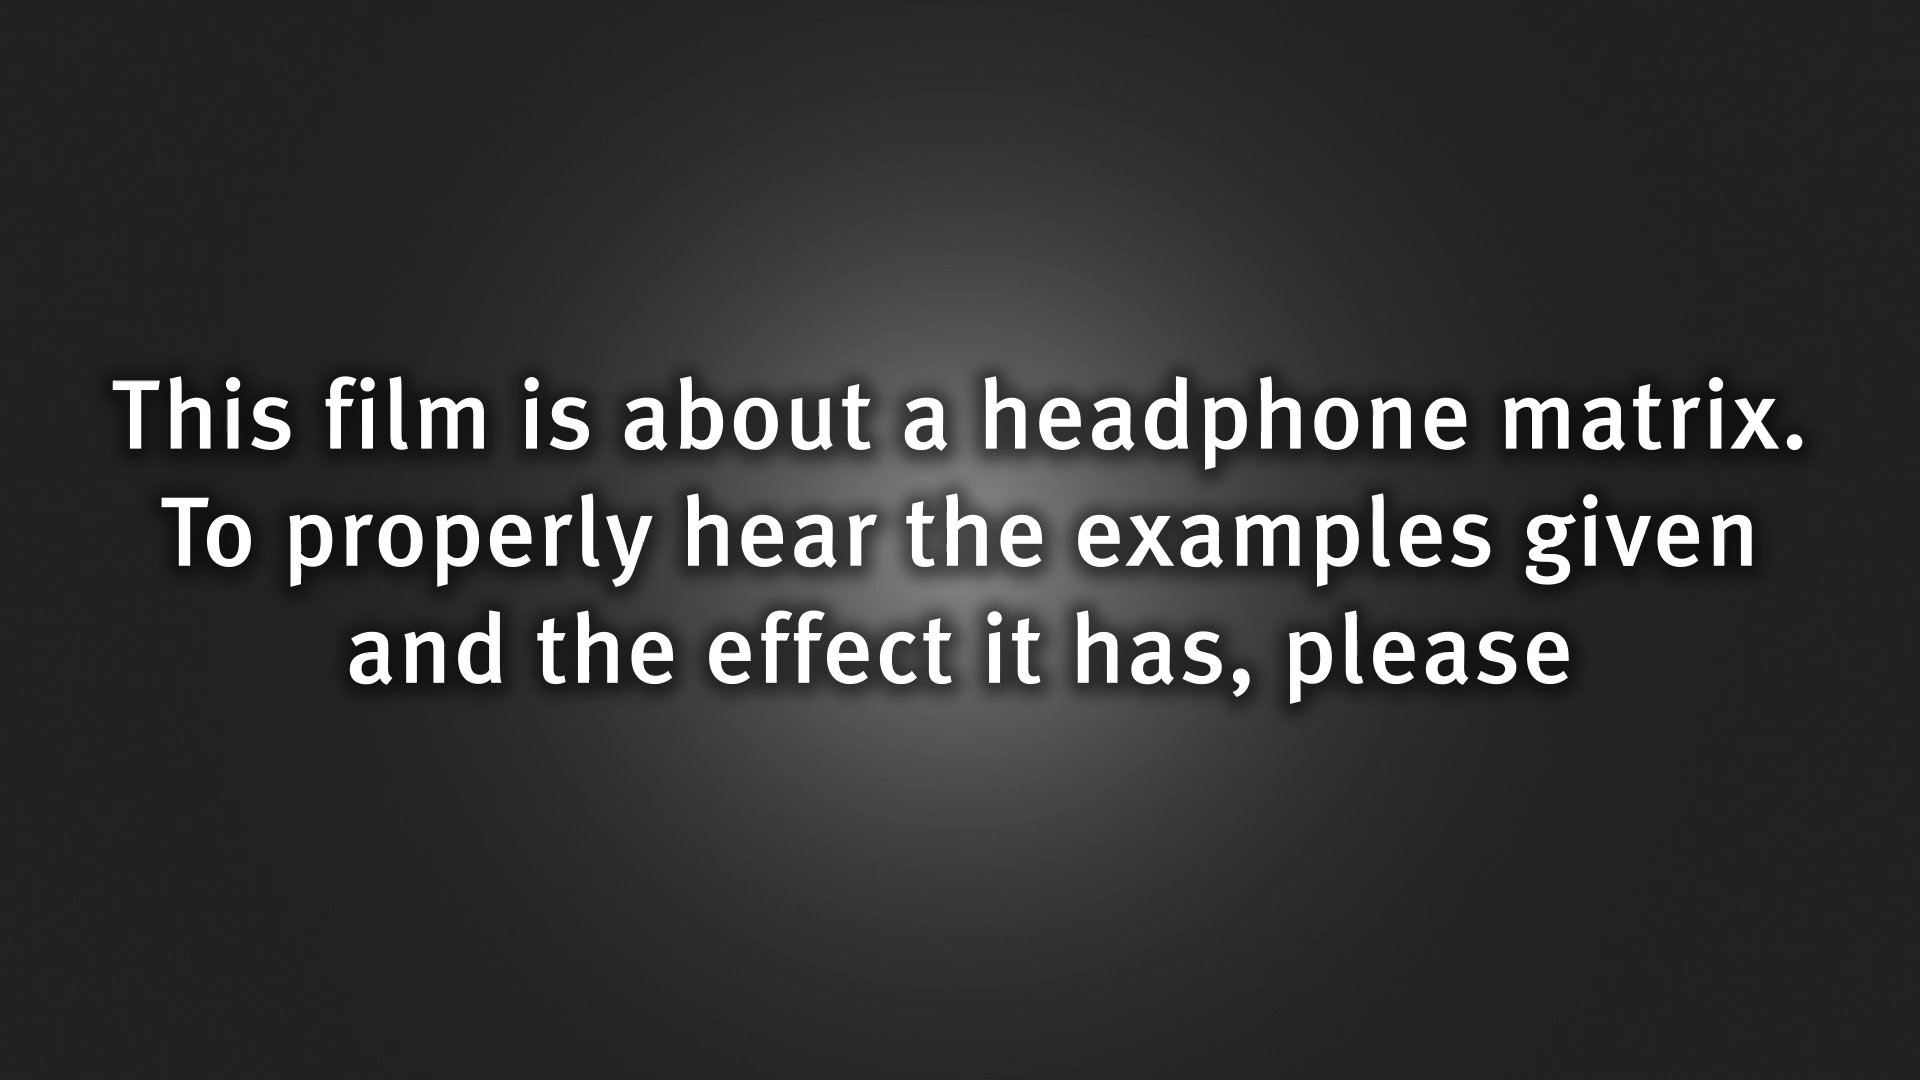 This film is about a headphone matrix.
To properly hear the examples given
and the effect it has, please